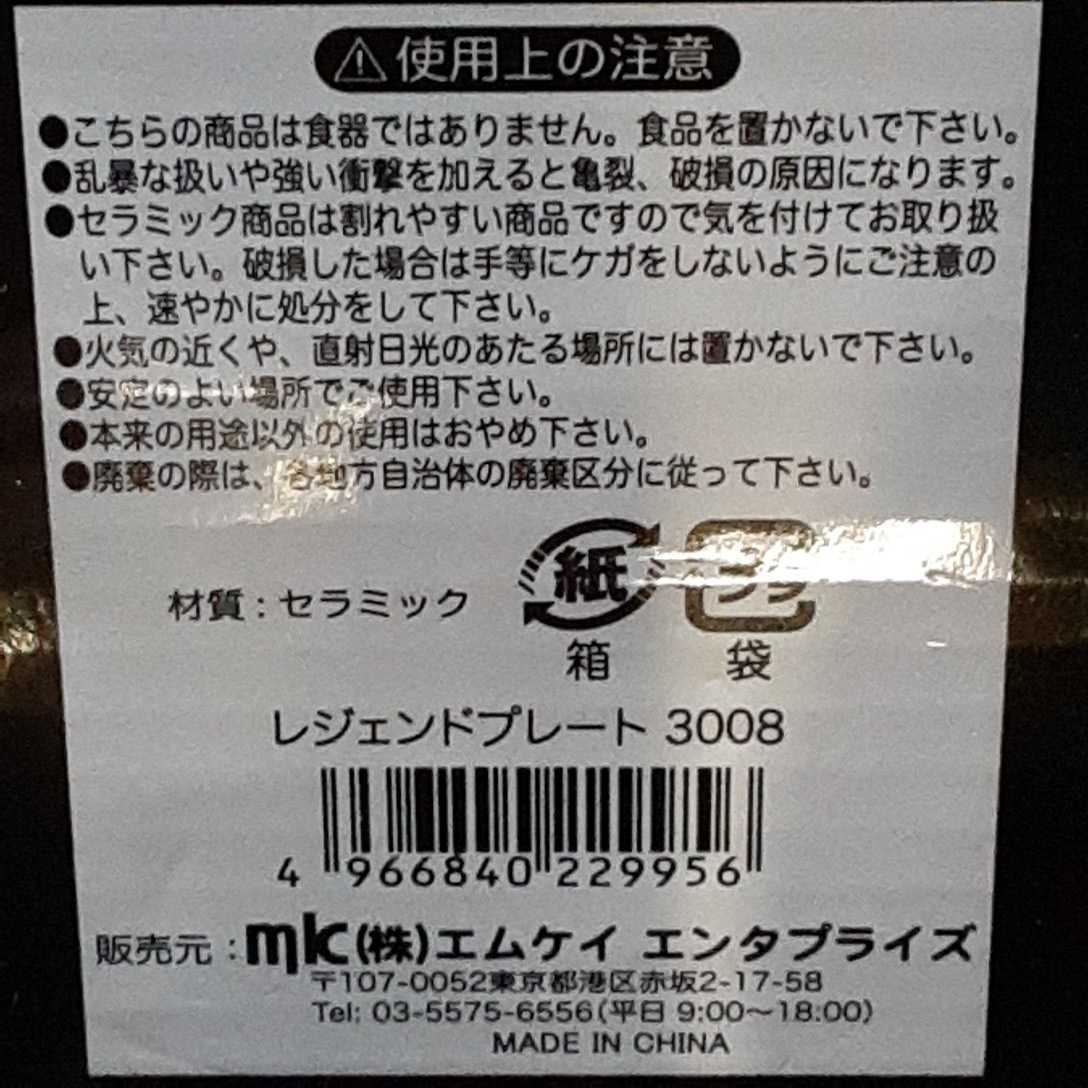 ⚠使用上の注意
●こちらの商品は食器ではありません。食品を置かないで下さい。
●乱暴な扱いや強い衝撃を加えると亀裂、破損の原因になります。
●セラミック商品は割れやすい商品ですので気を付けてお取り扱
い下さい。破損した場合は手等にケガをしないようにご注意の
上、速やかに処分をして下さい。
●火気の近くや、直射日光のあたる場所には置かないで下さい。
●安定のよい場所でご使用下さい。
●本来の用途以外の使用はおやめ下さい。
●廃棄の際は、各地方自治体の廃棄区分に従って下さい。
材質：セラミック
紙
プラ
箱
袋
レジェンドプレート 3008
4 966840 229956
販売元：mk(株)エムケイ エンタプライズ
〒107-0052東京都港区赤坂2-17-58
Tel: 03-5575-6556(平日 9:00～18:00)
MADE IN CHINA